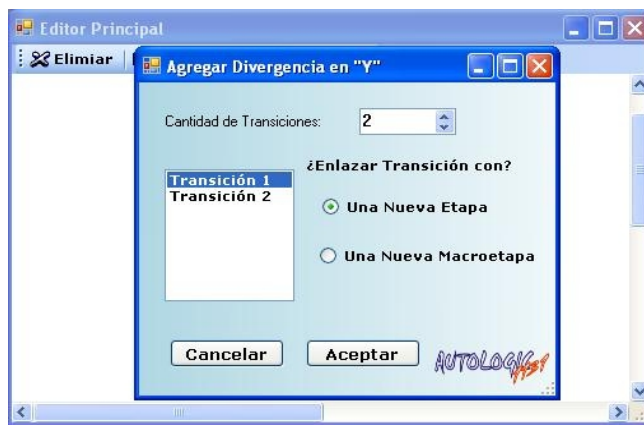 Editor Principal
Elimiar
Agregar Divergencia en "Y"
Cantidad de Transiciones:
2
¿Enlazar Transición con?
Transición 1
Transición 2
Una Nueva Etapa
Una Nueva Macroetapa
Cancelar
Aceptar
AUTOLOGIC